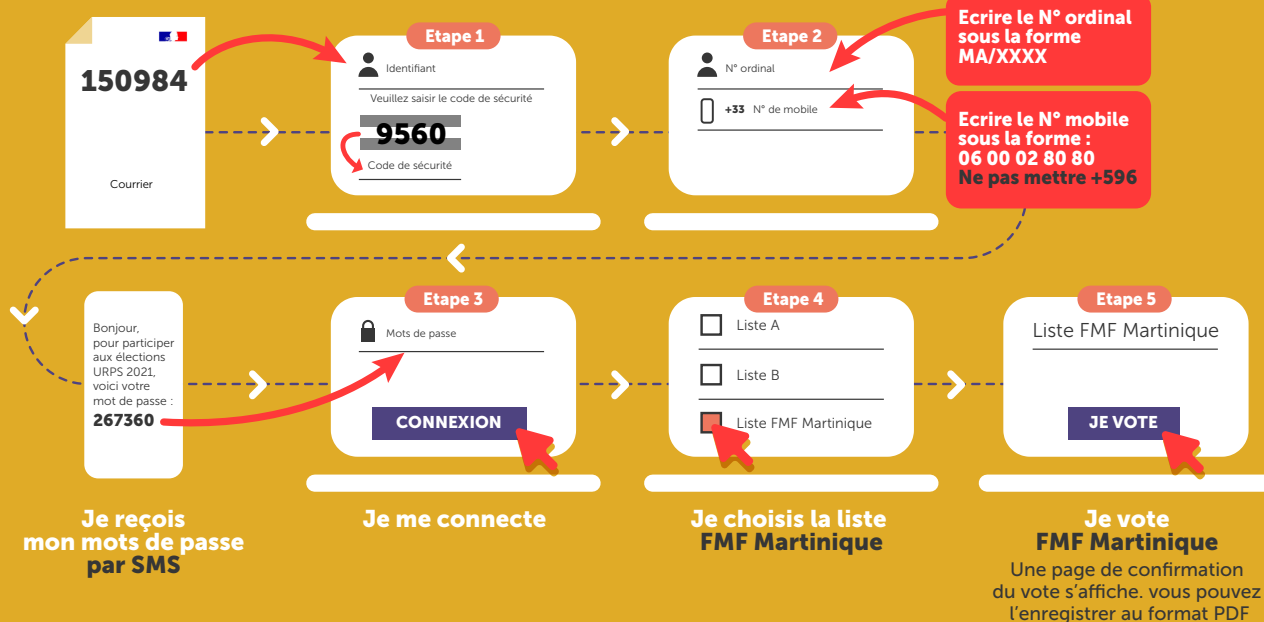 150984
Courrier
Etape 1
Identifiant
Veuillez saisir le code de sécurité
9560
Code de sécurité
Etape 2
N° ordinal
+33 N° de mobile
Ecrire le N° ordinal
sous la forme
MA/XXXX
Ecrire le N° mobile
sous la forme :
06 00 02 80 80
Ne pas mettre +596
Bonjour,
pour participer
aux élections
URPS 2021,
voici votre
mot de passe :
267360
Je reçois
mon mots de passe
par SMS
Etape 3
Mots de passe
CONNEXION
Je me connecte
Etape 4
Liste A
Liste B
Liste FMF Martinique
Je choisis la liste
FMF Martinique
Etape 5
Liste FMF Martinique
JE VOTE
Je vote
FMF Martinique
Une page de confirmation
du vote s’affiche. vous pouvez
l’enregistrer au format PDF